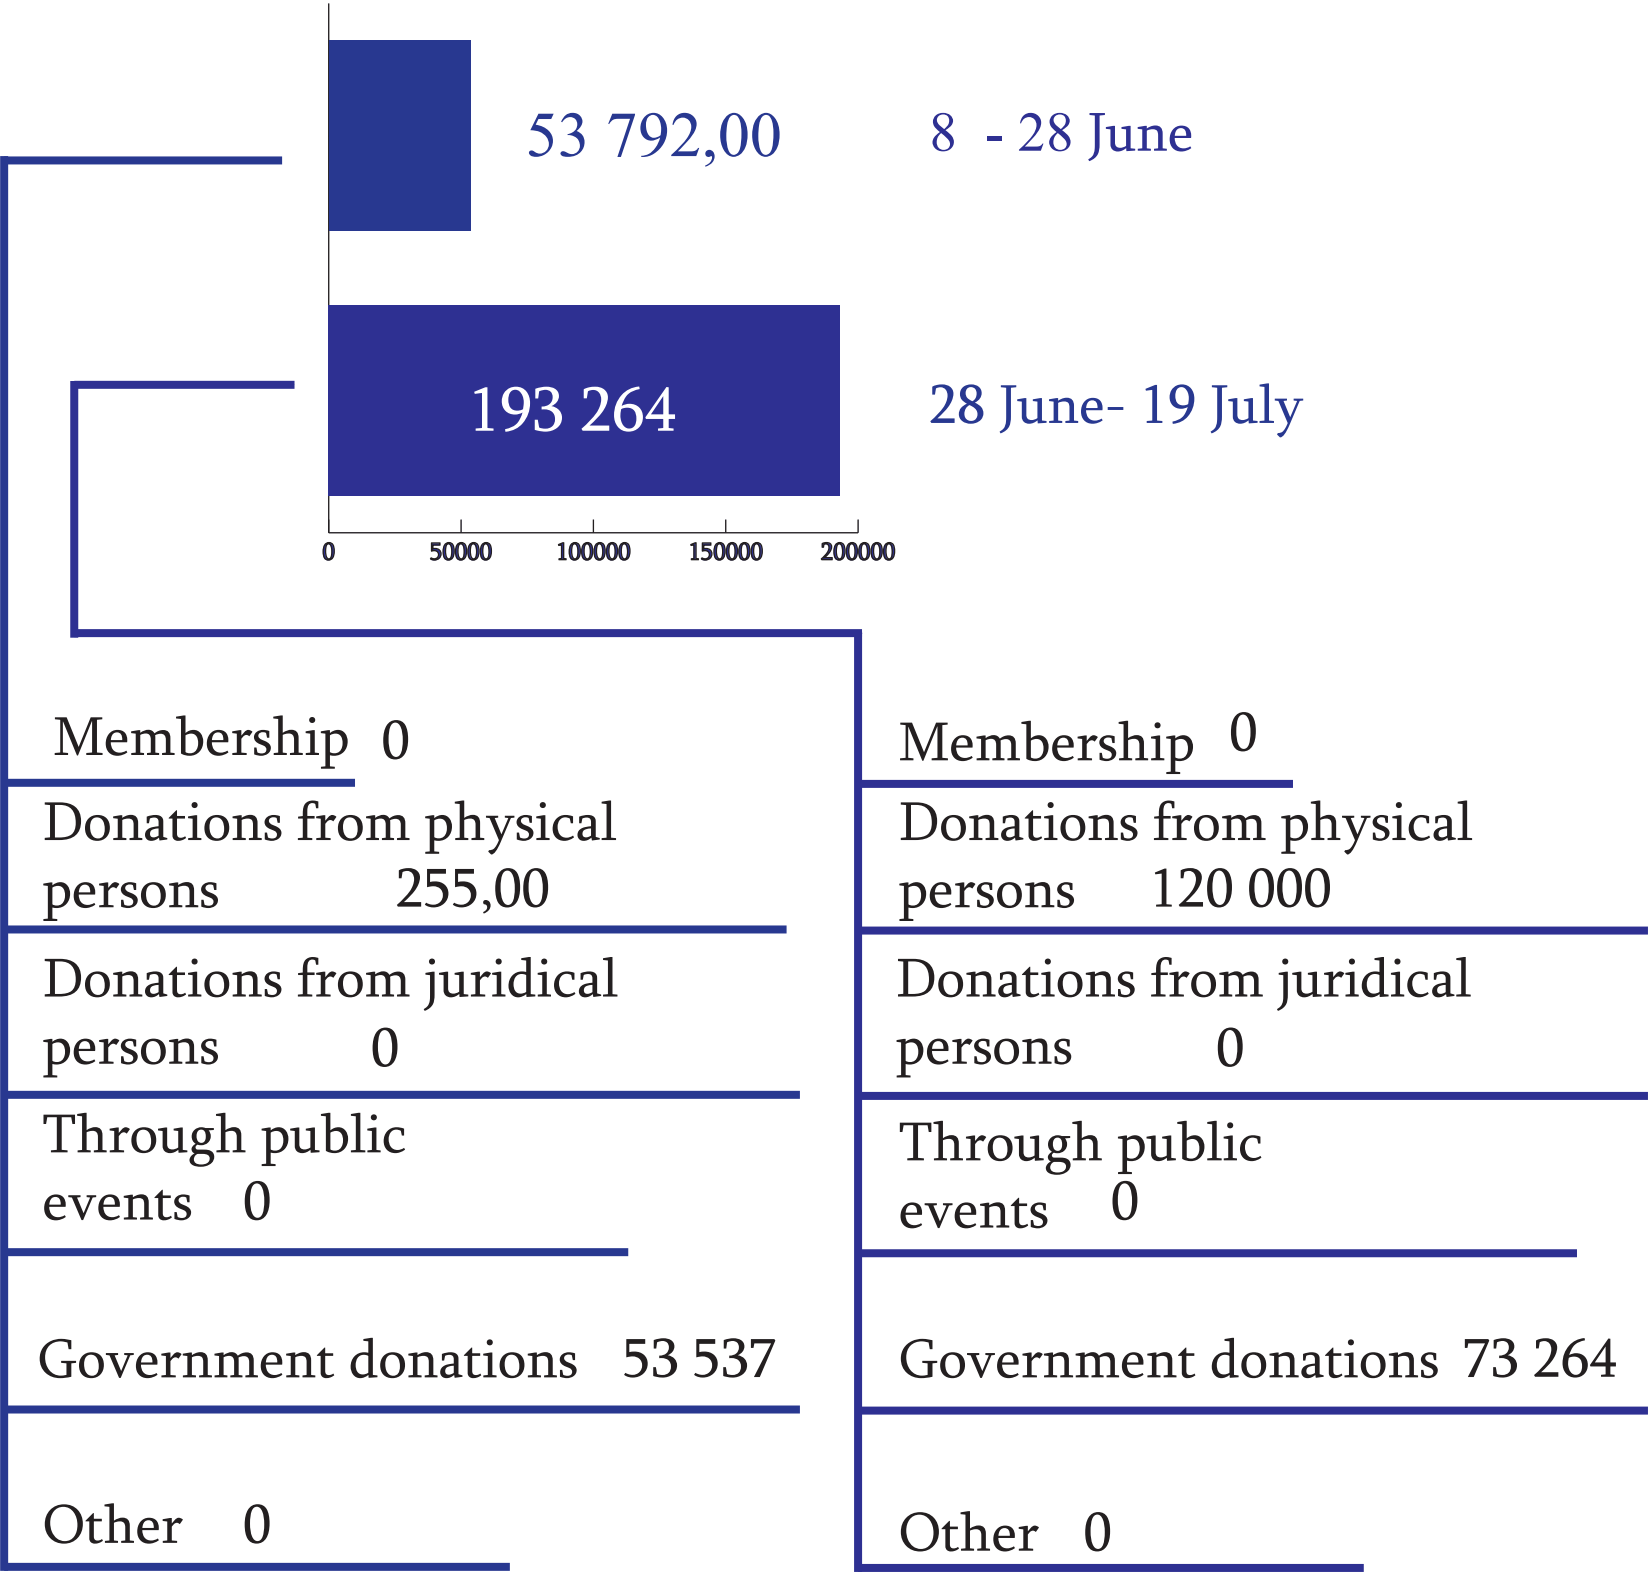 53 792,00
8 - 28 June
193 264
28 June- 19 July
0 50000 100000 150000 200000
Membership 0
Donations from physical
persons 255,00
Donations from juridical
persons 0
Through public
events 0
Government donations 53 537
Other 0
Membership 0
Donations from physical
persons 120 000
Donations from juridical
persons 0
Through public
events 0
Government donations 73 264
Other 0